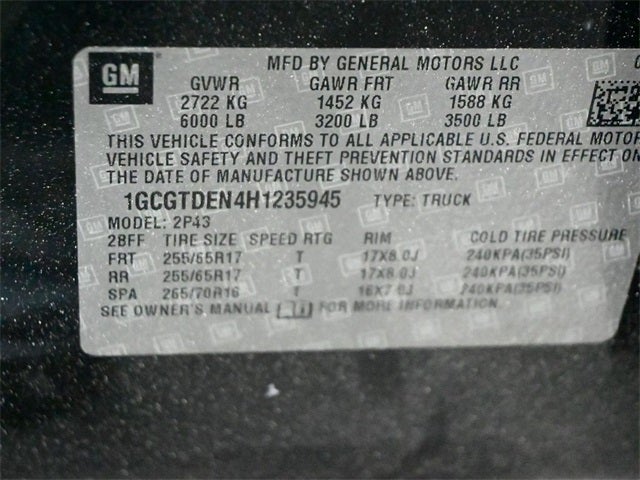 GM
MFD BY GENERAL MOTORS LLC
GVWR GAWR FRT GAWR RR
2722 KG 1452 KG 1588 KG
6000 LB 3200 LB 3500 LB
THIS VEHICLE CONFORMS TO ALL APPLICABLE U.S. FEDERAL MOTOR
VEHICLE SAFETY AND THEFT PREVENTION STANDARDS IN EFFECT ON
THE DATE OF MANUFACTURE SHOWN ABOVE.
1GCGTDEN4H1235945 TYPE: TRUCK
MODEL: 2P43
28FF TIRE SIZE SPEED RTG RIM COLD TIRE PRESSURE
FRT 255/65R17 T 17X8.0J 240KPA(35PSI)
RR 255/65R17 T 17X8.0J 240KPA(35PSI)
SPA 265/70R16 T 16X7.0J 240KPA(35PSI)
SEE OWNER'S MANUAL FOR MORE INFORMATION.